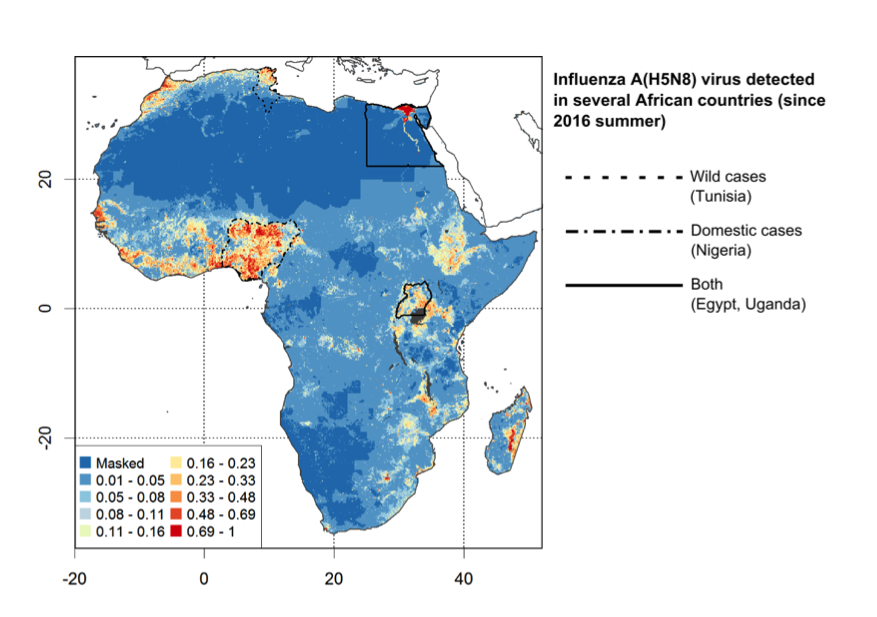 Influenza A(H5N8) virus detected
in several African countries (since
2016 summer)
Wild cases
(Tunisia)
Domestic cases
(Nigeria)
Both
(Egypt, Uganda)
20
0
-20
Masked
0.01 - 0.05
0.05 - 0.08
0.08 - 0.11
0.11 - 0.16
0.16 - 0.23
0.23 - 0.33
0.33 - 0.48
0.48 - 0.69
0.69 - 1
-20
0
20
40